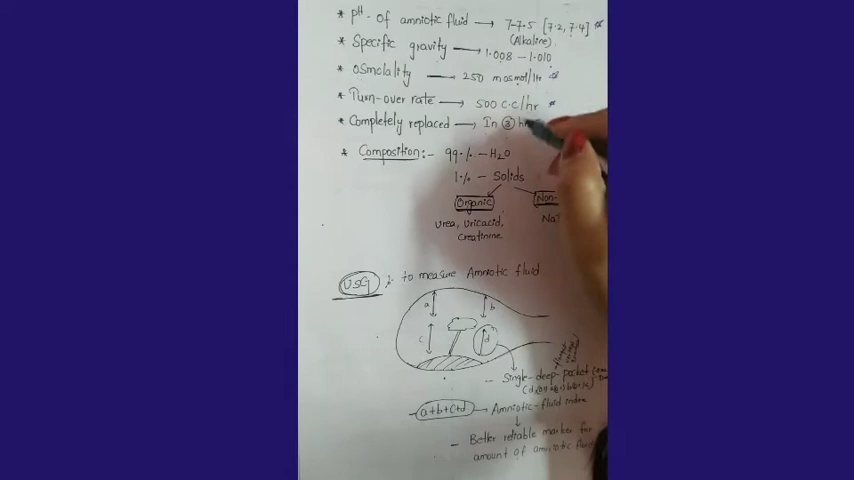 * pH of amniotic fluid → 7-7.5 [7.2, 7.4] *
(Alkaline)
* Specific gravity → 1.008 - 1.010
* Osmolality — 250 mosmol/ltr *
* Turn-over rate → 500 c.c/hr *
* Completely replaced → In ③ hr
* Composition :- 99.% - H₂O
1.% - Solids
Organic Non-
Urea, Uricacid, Na
Creatinine
USG :- to measure Amniotic fluid
a b
c d
- Single-deep-pocket
- a+b+c+d → Amniotic-fluid index
- Better reliable marker for
amount of amniotic fluid